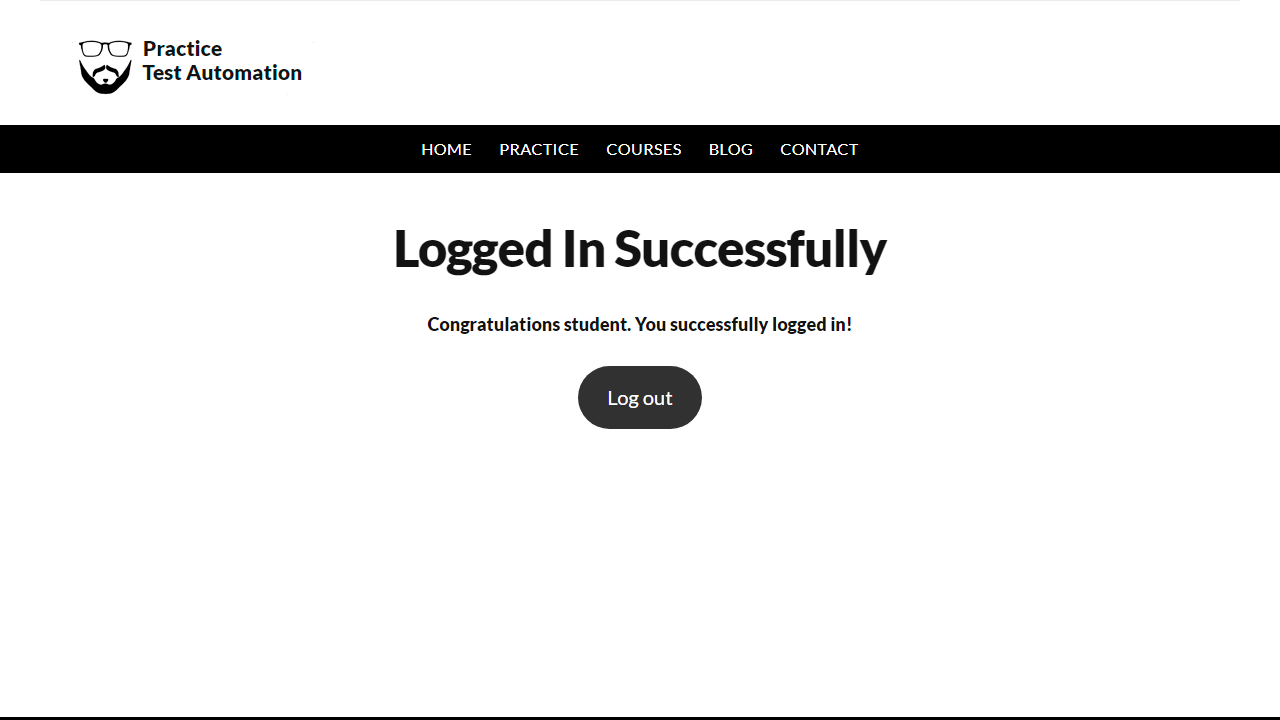 Practice
Test Automation
HOME PRACTICE COURSES BLOG CONTACT
Logged In Successfully
Congratulations student. You successfully logged in!
Log out